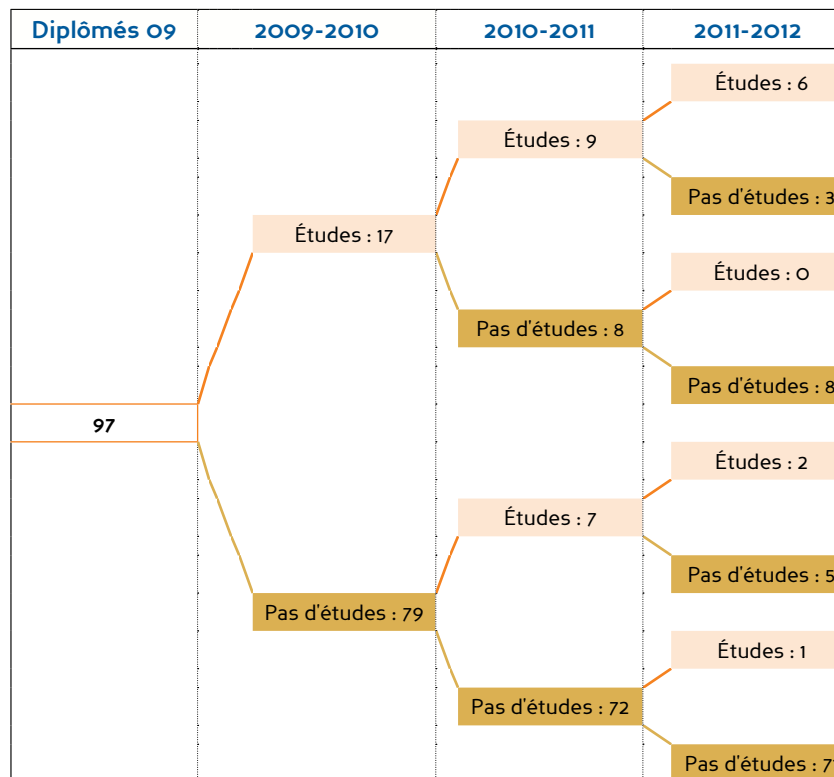 Diplômés 09 2009-2010 2010-2011 2011-2012
Études : 6
Études : 9
Pas d'études : 3
Études : 17
Études : 0
Pas d'études : 8
Pas d'études : 8
97
Études : 2
Études : 7
Pas d'études : 5
Pas d'études : 79
Études : 1
Pas d'études : 72
Pas d'études :